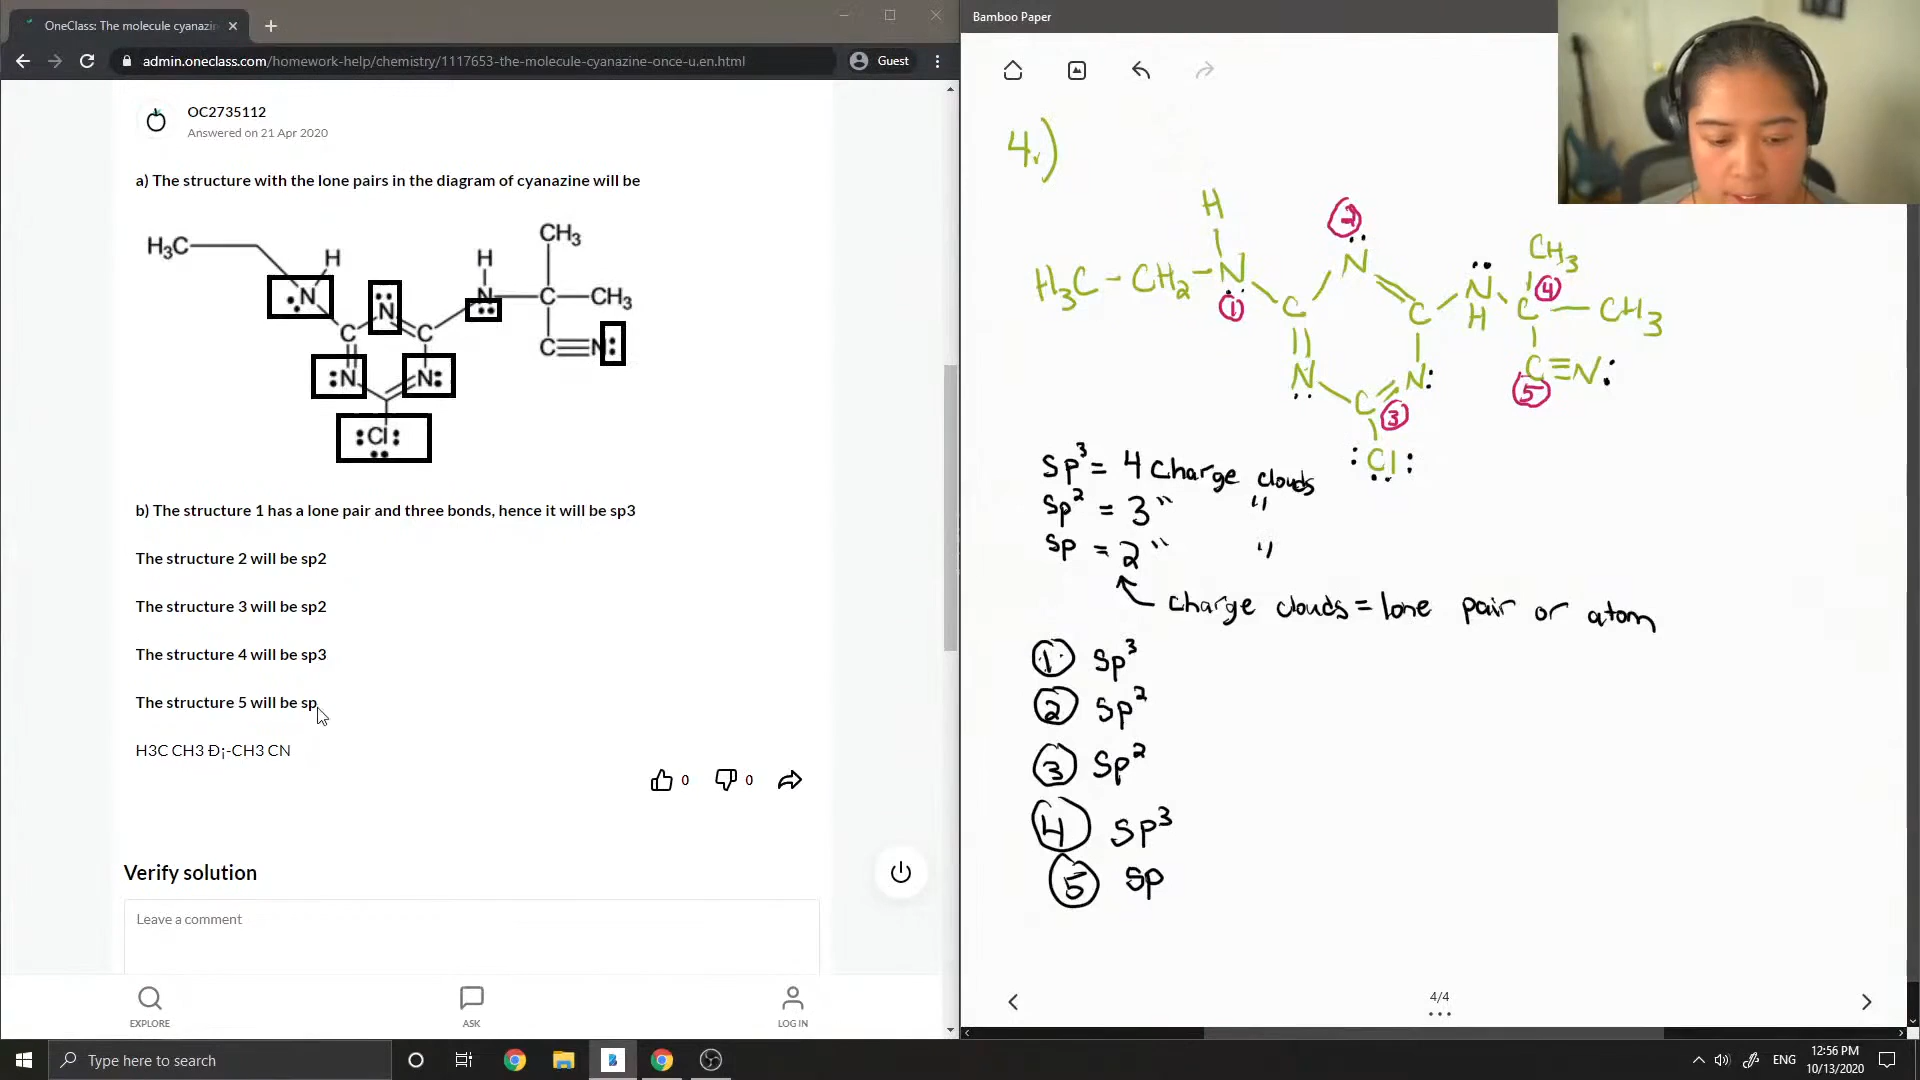 OneClass: The molecule cyanazin
admin.oneclass.com/homework-help/chemistry/1117653-the-molecule-cyanazine-once-u.en.html
Guest
OC2735112
Answered on 21 Apr 2020
a) The structure with the lone pairs in the diagram of cyanazine will be
H₃C
H
N
N
H
N
CH₃
CH₃
C
C
C≡N:
:N
N:
:Cl:
b) The structure 1 has a lone pair and three bonds, hence it will be sp3
The structure 2 will be sp2
The structure 3 will be sp2
The structure 4 will be sp3
The structure 5 will be sp
H3C CH3 Ð¡-CH3 CN
0
0
Verify solution
Leave a comment
EXPLORE
ASK
LOG IN
Bamboo Paper
4.)
H
2
H₃C-CH₂-N
1
N
C
C
N
H
CH₃
4
C-CH₃
C≡N:
5
N
N:
C
3
:Cl:
Sp³ = 4 charge clouds
Sp² = 3 " "
Sp = 2 " "
charge clouds = lone pair or atom
1 Sp³
2 Sp²
3 Sp²
4 Sp³
5 Sp
4/4
Type here to search
ENG
12:56 PM
10/13/2020